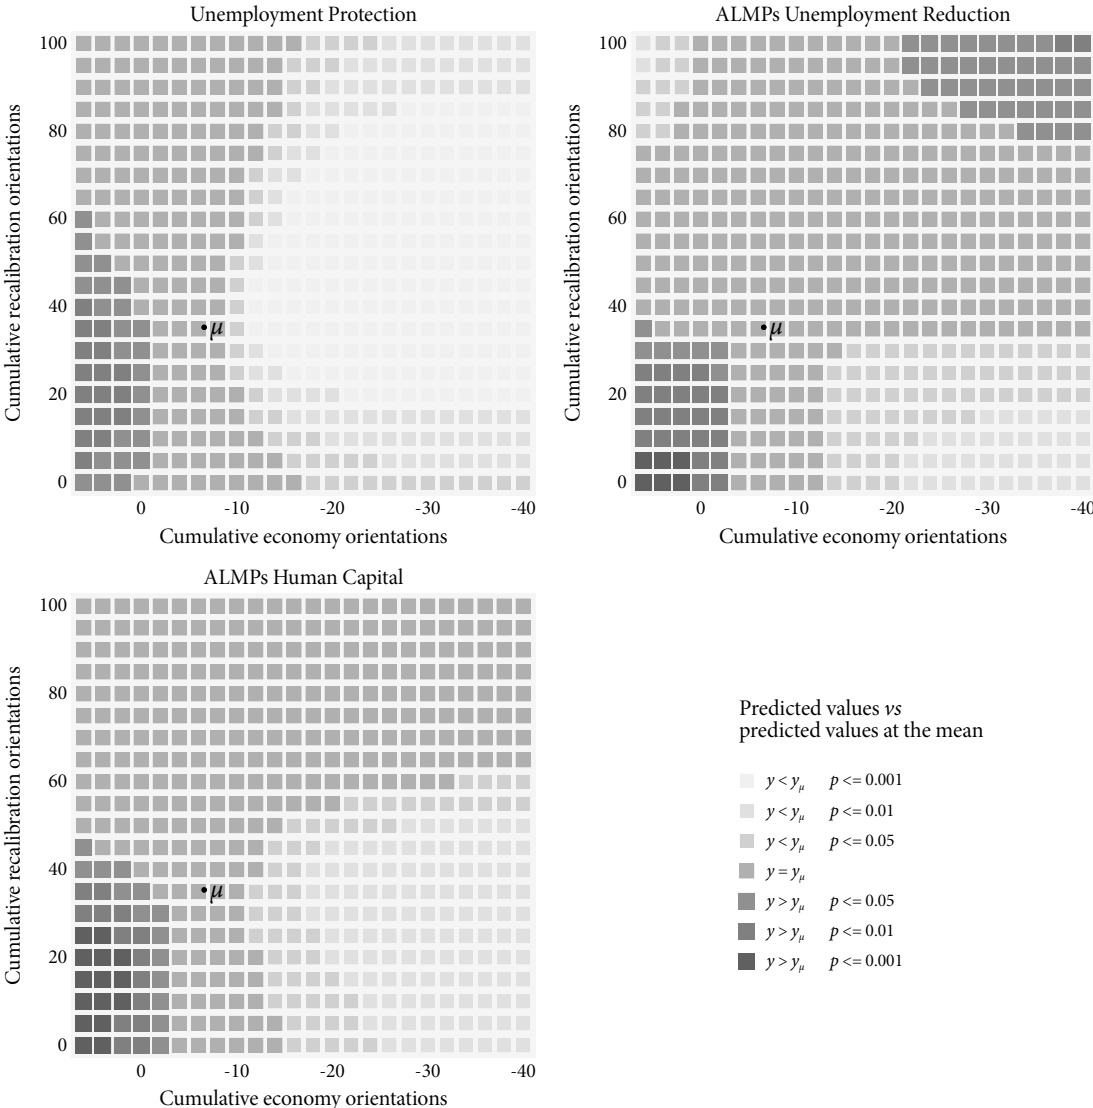 Unemployment Protection
Cumulative recalibration orientations
100
80
60
40
20
0
μ
0 -10 -20 -30 -40
Cumulative economy orientations
ALMPs Unemployment Reduction
Cumulative recalibration orientations
100
80
60
40
20
0
μ
0 -10 -20 -30 -40
Cumulative economy orientations
ALMPs Human Capital
Cumulative recalibration orientations
100
80
60
40
20
0
μ
0 -10 -20 -30 -40
Cumulative economy orientations
Predicted values vs
predicted values at the mean
y < yμ p <= 0.001
y < yμ p <= 0.01
y < yμ p <= 0.05
y = yμ
y > yμ p <= 0.05
y > yμ p <= 0.01
y > yμ p <= 0.001